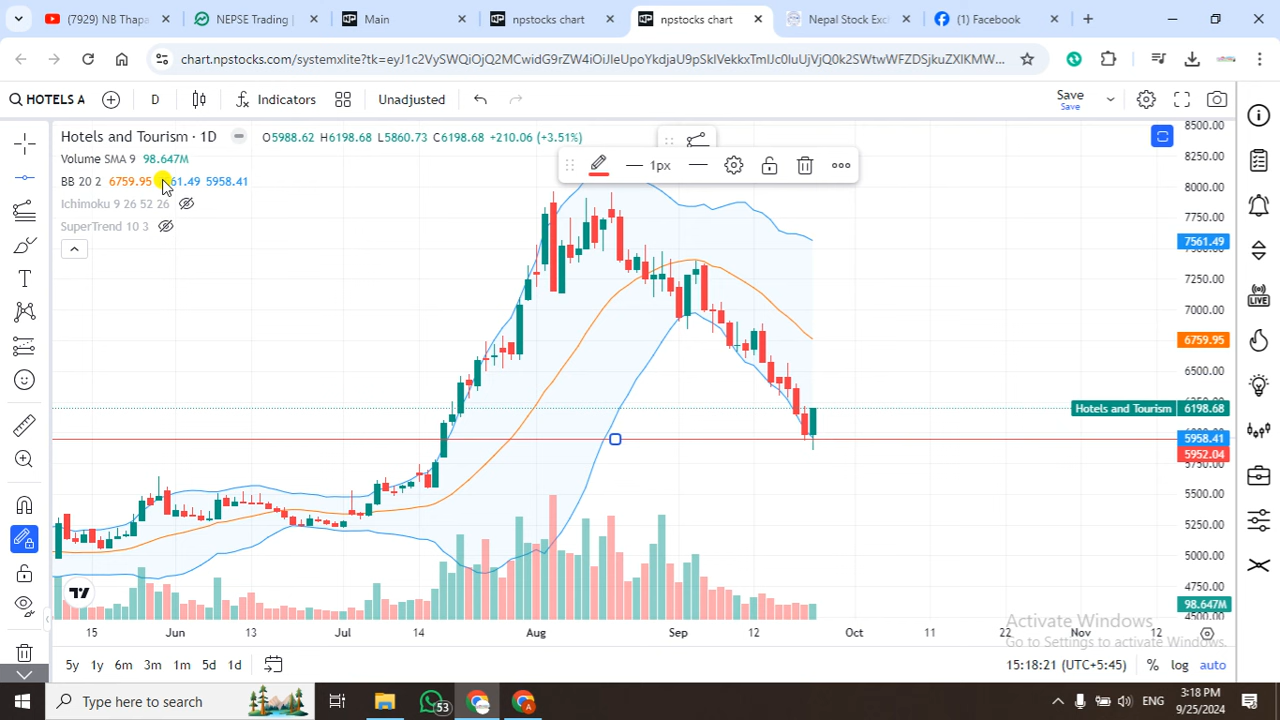 (7929) NB Thapa
NEPSE Trading
Main
npstocks chart
npstocks chart
Nepal Stock Exc
(1) Facebook
HOTELS A
D
Indicators
Unadjusted
Save
Save
Hotels and Tourism · 1D
O5988.62 H6198.68 L5860.73 C6198.68 +210.06 (+3.51%)
Volume SMA 9 98.647M
BB 20 2 6759.95 61.49 5958.41
Ichimoku 9 26 52 26
SuperTrend 10 3
1px
8500.00
8250.00
8000.00
7750.00
7561.49
7250.00
7000.00
6759.95
6500.00
Hotels and Tourism 6198.68
5958.41
5952.04
5750.00
5500.00
5250.00
5000.00
4750.00
98.647M
4500.00
LIVE
15 Jun 13 Jul 14 Aug Sep 12 Oct 11 22 Nov 12
Activate Windows
Go to Settings to activate Windows.
5y 1y 6m 3m 1m 5d 1d
15:18:21 (UTC+5:45) % log auto
Type here to search
53
ENG
3:18 PM
9/25/2024